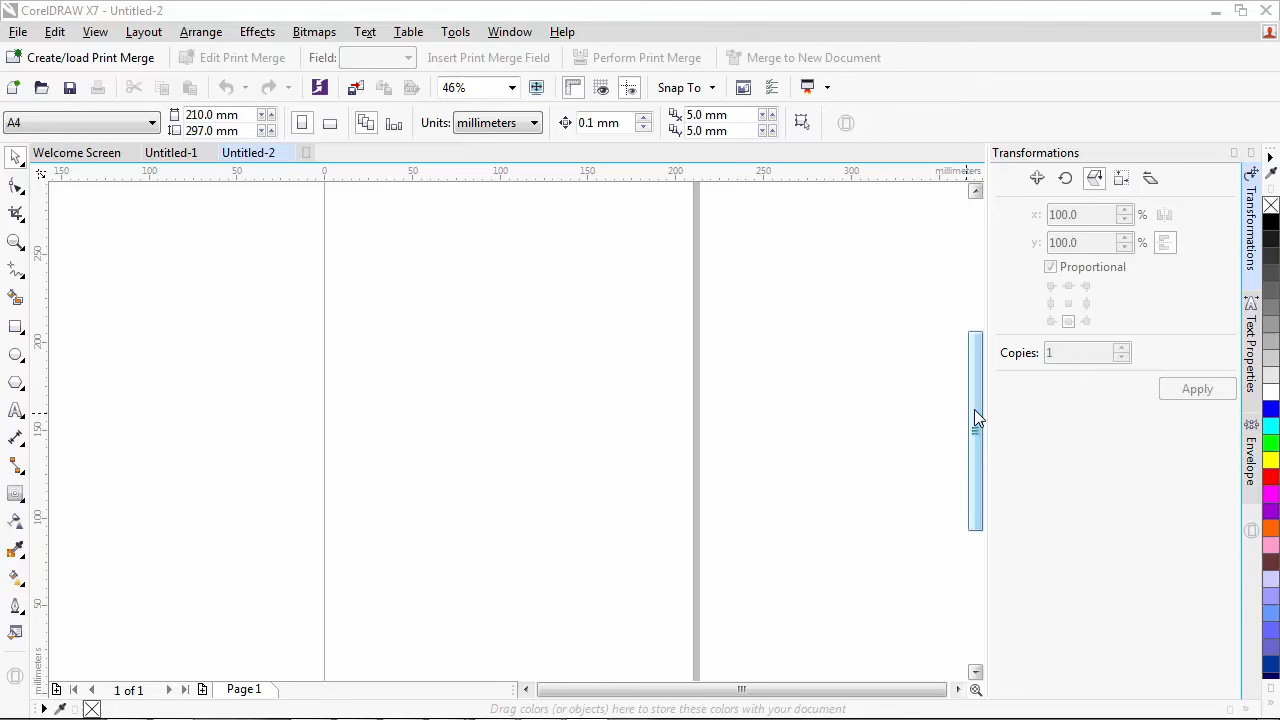 CorelDRAW X7 - Untitled-2
File Edit View Layout Arrange Effects Bitmaps Text Table Tools Window Help
Create/load Print Merge Edit Print Merge Field: Insert Print Merge Field Perform Print Merge Merge to New Document
46% Snap To
A4 210.0 mm 297.0 mm Units: millimeters 0.1 mm 5.0 mm 5.0 mm
Welcome Screen Untitled-1 Untitled-2
Transformations
150 100 50 0 50 100 150 200 250 300 millimeters
250
200
150
100
50
millimeters
x: 100.0 %
y: 100.0 %
Proportional
Copies: 1
Apply
Transformations
Text Properties
Envelope
1 of 1 Page 1
Drag colors (or objects) here to store these colors with your document